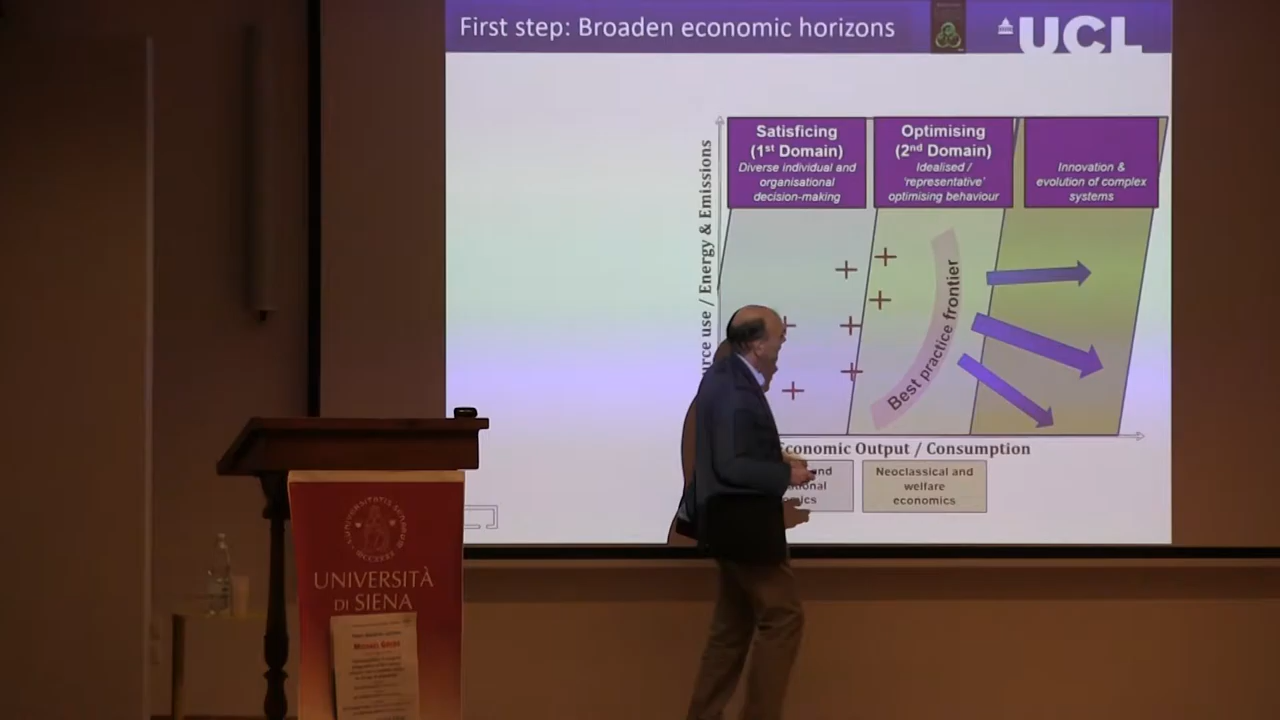 First step: Broaden economic horizons
UCL
Satisficing
(1st Domain)
Diverse individual and
organisational
decision-making
Optimising
(2nd Domain)
Idealised /
‘representative’
optimising behaviour
Innovation &
evolution of complex
systems
use / Energy & Emissions
Best practice frontier
Economic Output / Consumption
and
Neoclassical and
welfare
economics
UNIVERSITÀ
DI SIENA